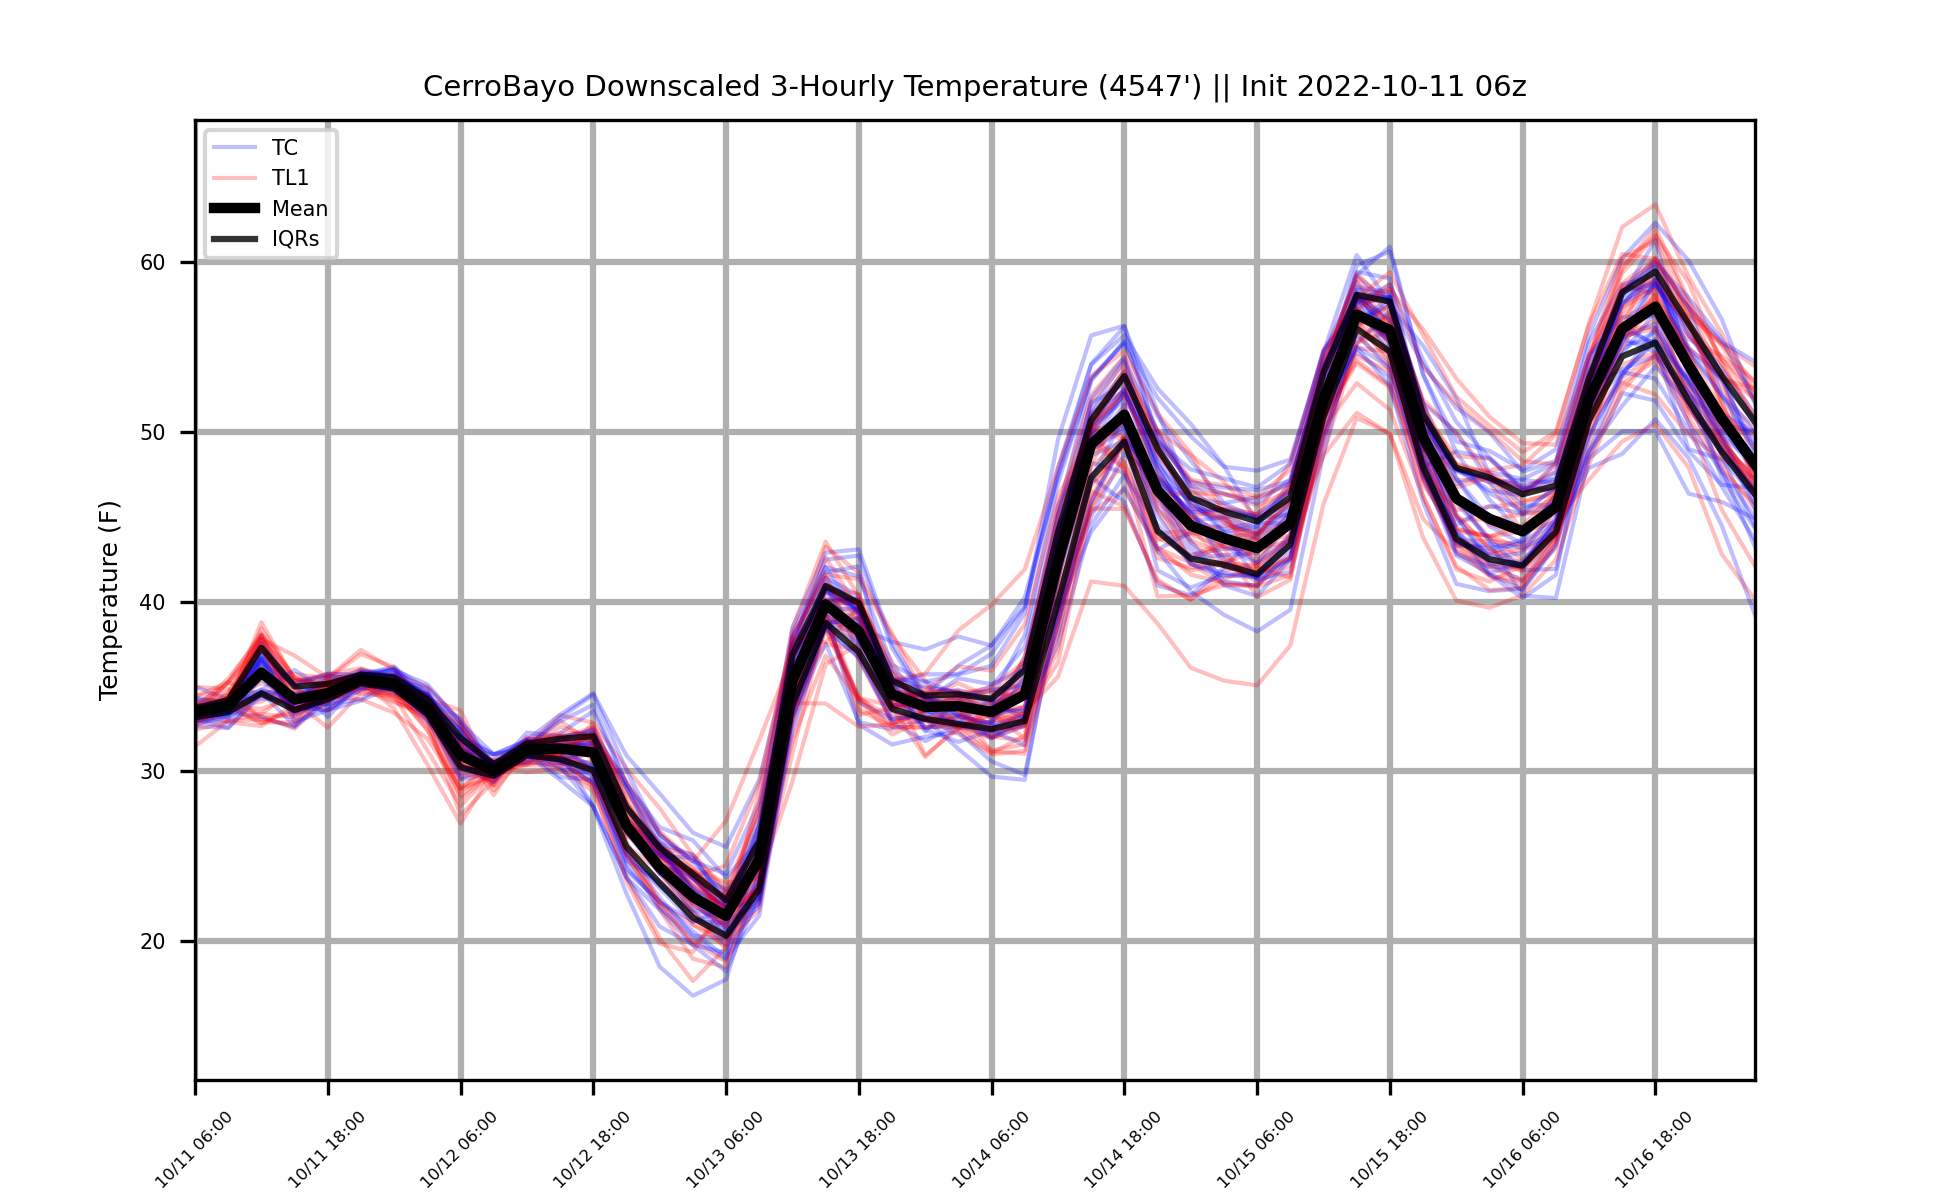 CerroBayo Downscaled 3-Hourly Temperature (4547') || Init 2022-10-11 06z
TC
TL1
Mean
IQRs
Temperature (F)
60
50
40
30
20
10/11 06:00
10/11 18:00
10/12 06:00
10/12 18:00
10/13 06:00
10/13 18:00
10/14 06:00
10/14 18:00
10/15 06:00
10/15 18:00
10/16 06:00
10/16 18:00